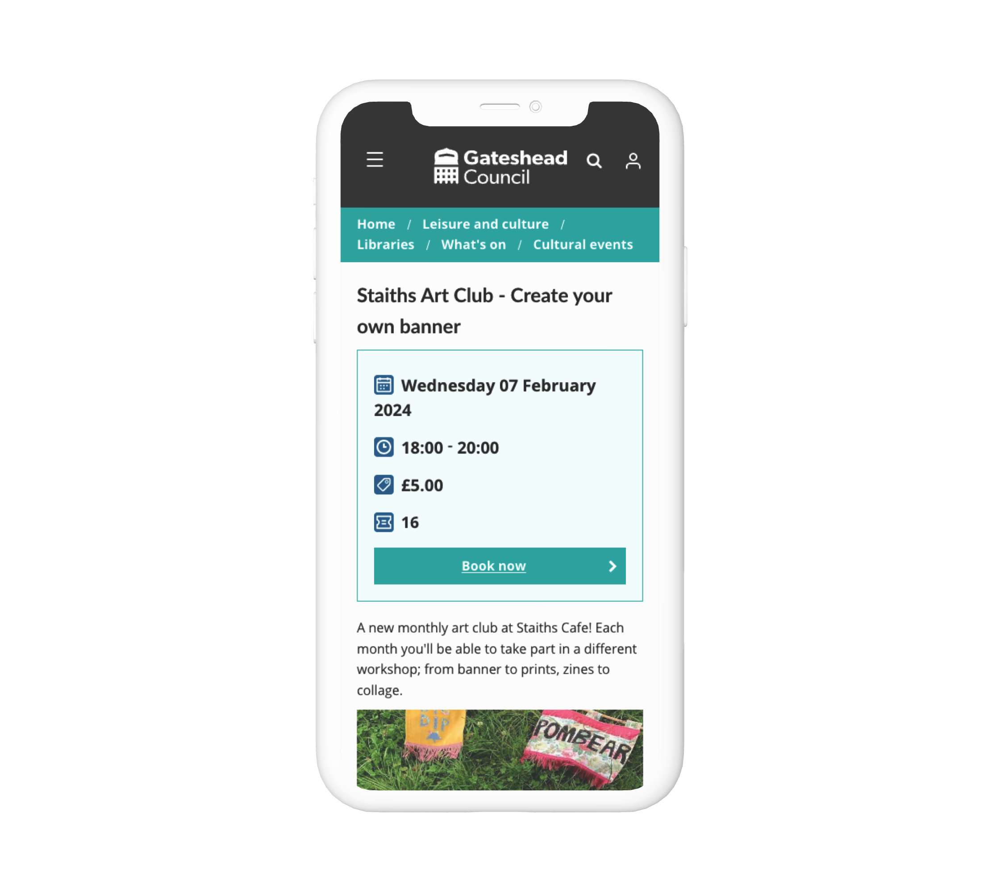 Gateshead
Council
Home / Leisure and culture /
Libraries / What's on / Cultural events
Staiths Art Club - Create your
own banner
Wednesday 07 February
2024
18:00 - 20:00
£5.00
16
Book now
A new monthly art club at Staiths Cafe! Each
month you'll be able to take part in a different
workshop; from banner to prints, zines to
collage.
DIP
POMBEAR